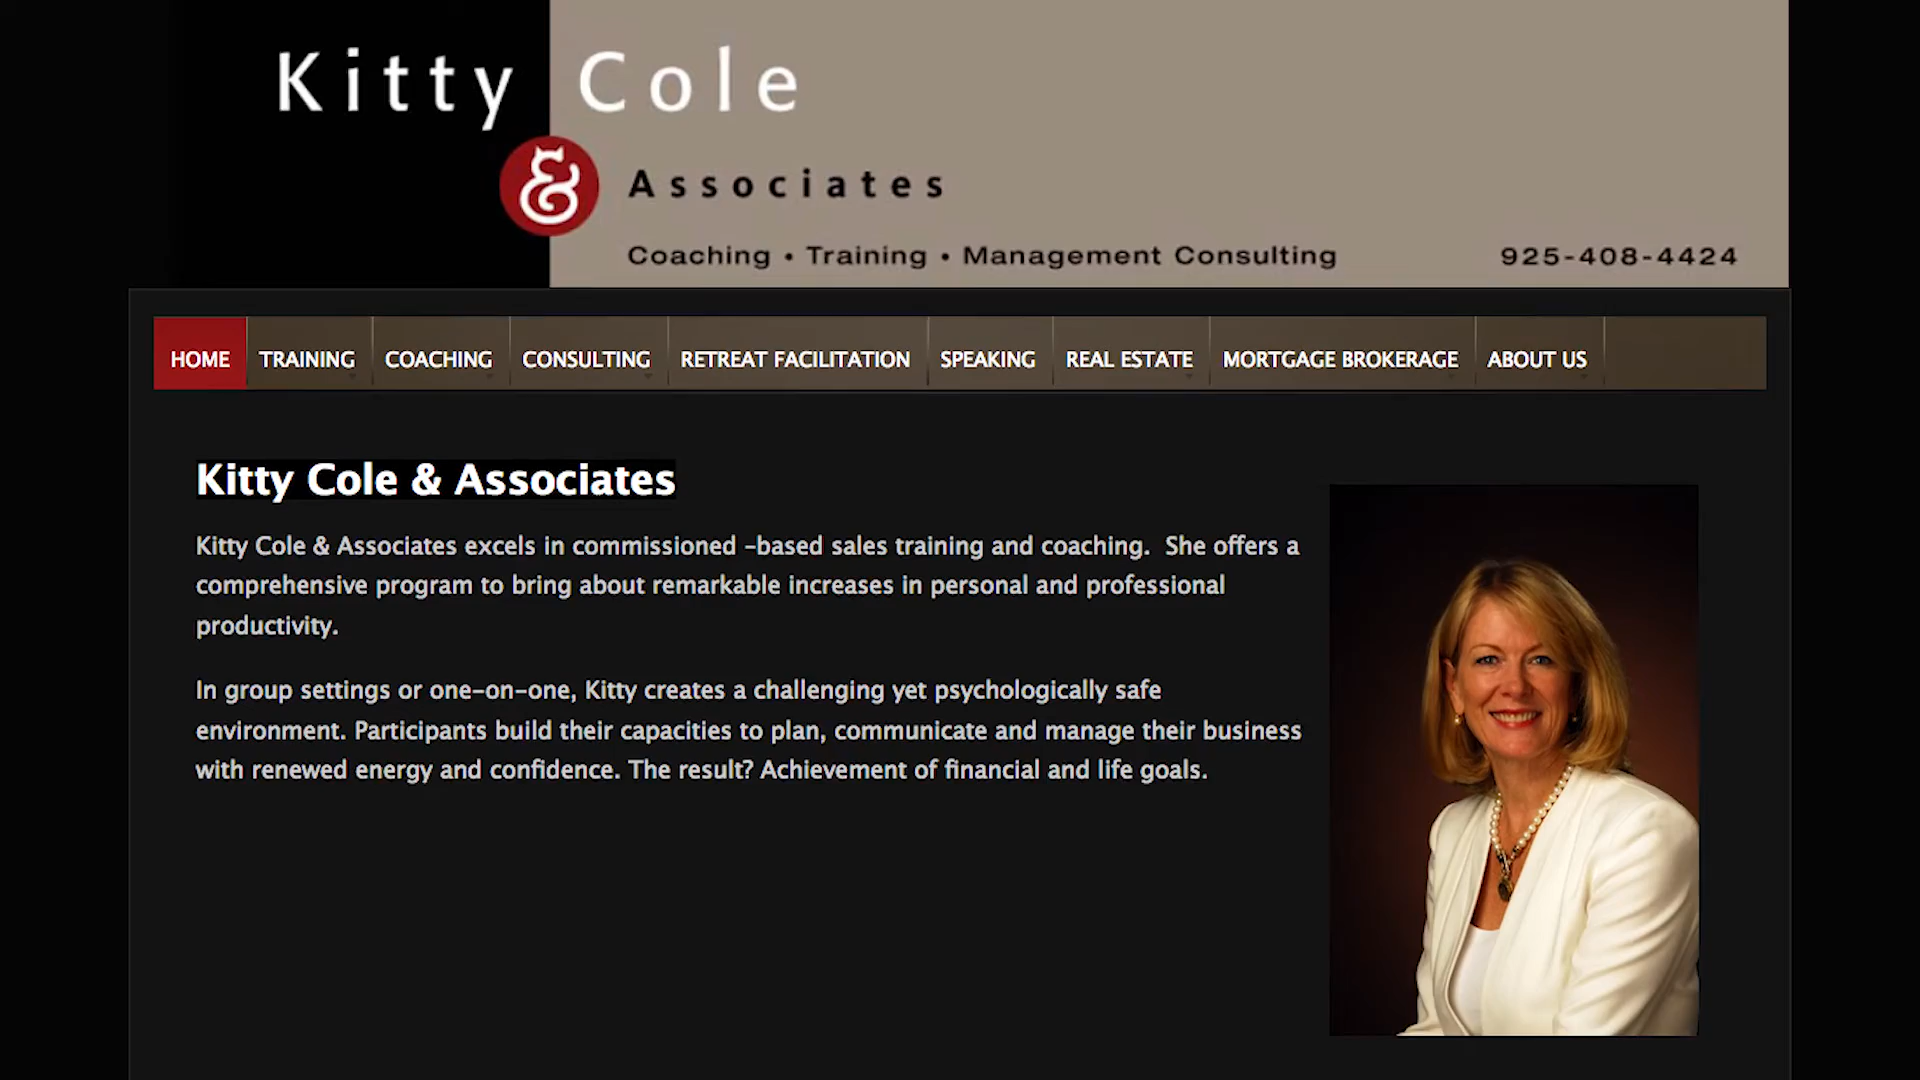 Kitty Cole
& Associates
Coaching • Training • Management Consulting 925-408-4424
HOME TRAINING COACHING CONSULTING RETREAT FACILITATION SPEAKING REAL ESTATE MORTGAGE BROKERAGE ABOUT US
Kitty Cole & Associates
Kitty Cole & Associates excels in commissioned –based sales training and coaching.  She offers a
comprehensive program to bring about remarkable increases in personal and professional
productivity.
In group settings or one-on-one, Kitty creates a challenging yet psychologically safe
environment. Participants build their capacities to plan, communicate and manage their business
with renewed energy and confidence. The result? Achievement of financial and life goals.